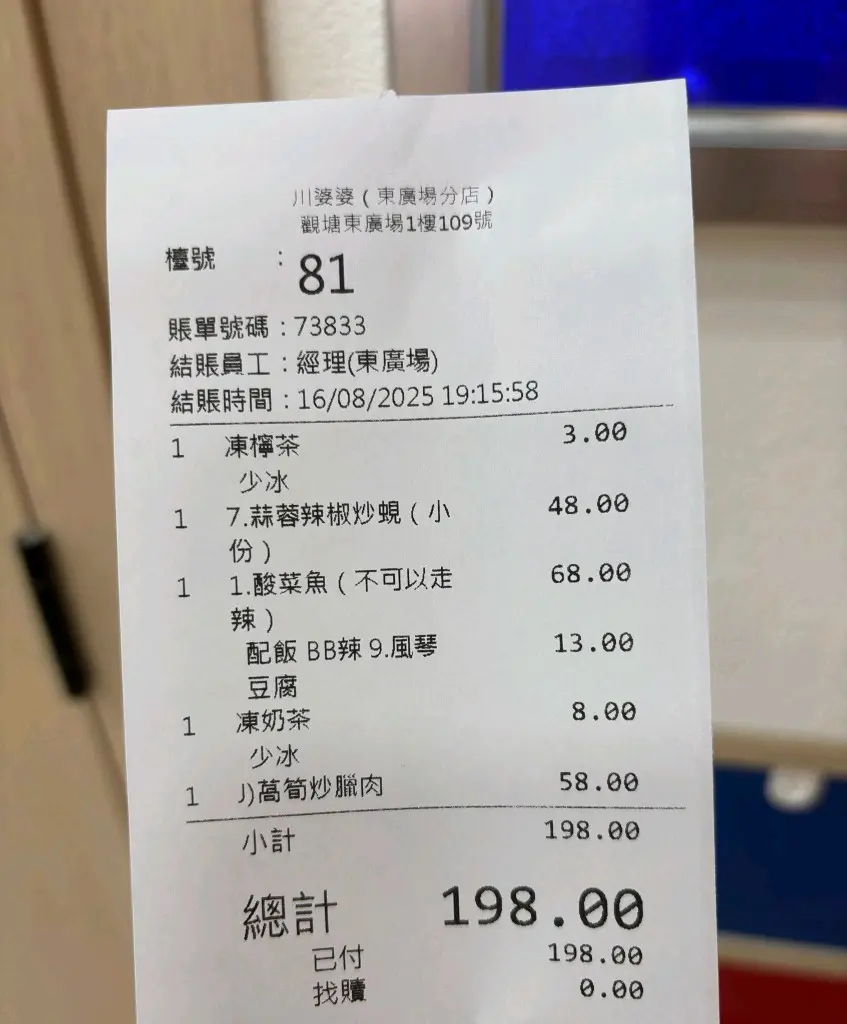 川婆婆（東廣場分店）
觀塘東廣場1樓109號
檯號 : 81
賬單號碼：73833
結賬員工：經理(東廣場)
結賬時間：16/08/2025 19:15:58
1 凍檸茶 3.00
少冰
1 7.蒜蓉辣椒炒蜆（小 48.00
份）
1 1.酸菜魚（不可以走 68.00
辣）
配飯 BB辣 9.風琴 13.00
豆腐
1 凍奶茶 8.00
少冰
1 J)萵筍炒臘肉 58.00
小計 198.00
總計 198.00
已付 198.00
找贖 0.00